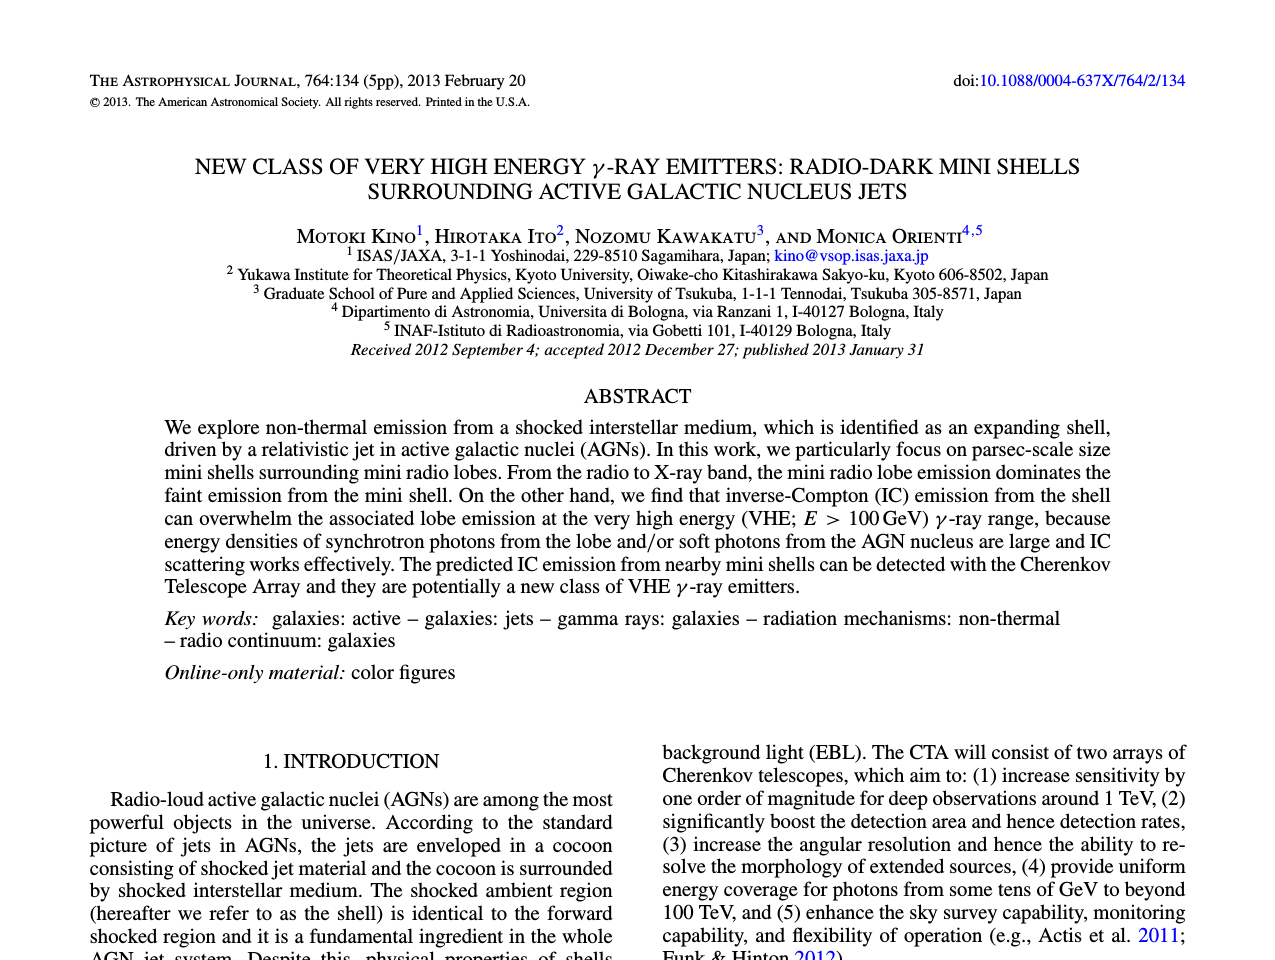 THE ASTROPHYSICAL JOURNAL, 764:134 (5pp), 2013 February 20
doi:10.1088/0004-637X/764/2/134
© 2013. The American Astronomical Society. All rights reserved. Printed in the U.S.A.
NEW CLASS OF VERY HIGH ENERGY γ-RAY EMITTERS: RADIO-DARK MINI SHELLS
SURROUNDING ACTIVE GALACTIC NUCLEUS JETS
MOTOKI KINO1, HIROTAKA ITO2, NOZOMU KAWAKATU3, AND MONICA ORIENTI4,5
1 ISAS/JAXA, 3-1-1 Yoshinodai, 229-8510 Sagamihara, Japan; kino@vsop.isas.jaxa.jp
2 Yukawa Institute for Theoretical Physics, Kyoto University, Oiwake-cho Kitashirakawa Sakyo-ku, Kyoto 606-8502, Japan
3 Graduate School of Pure and Applied Sciences, University of Tsukuba, 1-1-1 Tennodai, Tsukuba 305-8571, Japan
4 Dipartimento di Astronomia, Universita di Bologna, via Ranzani 1, I-40127 Bologna, Italy
5 INAF-Istituto di Radioastronomia, via Gobetti 101, I-40129 Bologna, Italy
Received 2012 September 4; accepted 2012 December 27; published 2013 January 31
ABSTRACT
We explore non-thermal emission from a shocked interstellar medium, which is identified as an expanding shell,
driven by a relativistic jet in active galactic nuclei (AGNs). In this work, we particularly focus on parsec-scale size
mini shells surrounding mini radio lobes. From the radio to X-ray band, the mini radio lobe emission dominates the
faint emission from the mini shell. On the other hand, we find that inverse-Compton (IC) emission from the shell
can overwhelm the associated lobe emission at the very high energy (VHE; E > 100 GeV) γ-ray range, because
energy densities of synchrotron photons from the lobe and/or soft photons from the AGN nucleus are large and IC
scattering works effectively. The predicted IC emission from nearby mini shells can be detected with the Cherenkov
Telescope Array and they are potentially a new class of VHE γ-ray emitters.
Key words: galaxies: active – galaxies: jets – gamma rays: galaxies – radiation mechanisms: non-thermal
– radio continuum: galaxies
Online-only material: color figures
1. INTRODUCTION
Radio-loud active galactic nuclei (AGNs) are among the most
powerful objects in the universe. According to the standard
picture of jets in AGNs, the jets are enveloped in a cocoon
consisting of shocked jet material and the cocoon is surrounded
by shocked interstellar medium. The shocked ambient region
(hereafter we refer to as the shell) is identical to the forward
shocked region and it is a fundamental ingredient in the whole
AGN jet system. Despite this, physical properties of shells
background light (EBL). The CTA will consist of two arrays of
Cherenkov telescopes, which aim to: (1) increase sensitivity by
one order of magnitude for deep observations around 1 TeV, (2)
significantly boost the detection area and hence detection rates,
(3) increase the angular resolution and hence the ability to re-
solve the morphology of extended sources, (4) provide uniform
energy coverage for photons from some tens of GeV to beyond
100 TeV, and (5) enhance the sky survey capability, monitoring
capability, and flexibility of operation (e.g., Actis et al. 2011;
Funk & Hinton 2012).